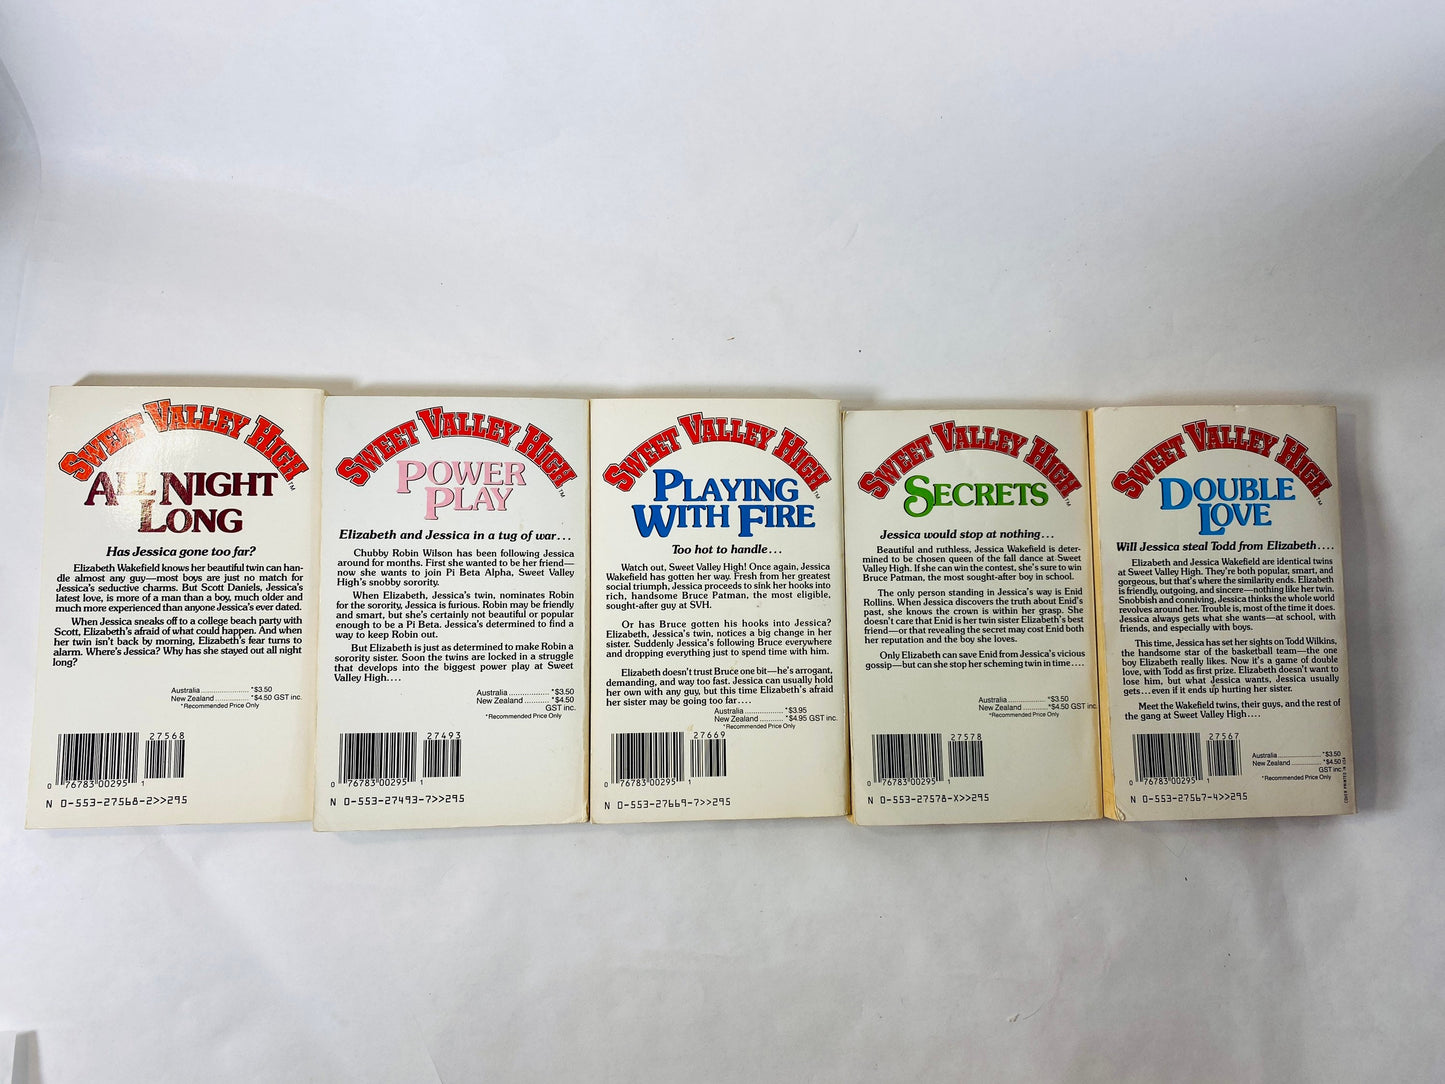 SWEET VALLEY HIGH™
ALL NIGHT
LONG
Has Jessica gone too far?
Elizabeth Wakefield knows her beautiful twin can han-
dle almost any guy—most boys are just no match for
Jessica's seductive charms. But Scott Daniels, Jessica's
latest love, is more of a man than a boy, much older and
much more experienced than anyone Jessica's ever dated.
When Jessica sneaks off to a college beach party with
Scott, Elizabeth's afraid of what could happen. And when
her twin isn't back by morning, Elizabeth's fear turns to
alarm. Where's Jessica? Why has she stayed out all night
long?
Australia ........................ *$3.50
New Zealand ................. *$4.50 GST inc.
*Recommended Price Only
27568
0 76783 00295 1
N 0-553-27568-2>>295
SWEET VALLEY HIGH™
POWER
PLAY
Elizabeth and Jessica in a tug of war...
Chubby Robin Wilson has been following Jessica
around for months. First she wanted to be her friend—
now she wants to join Pi Beta Alpha, Sweet Valley
High's snobby sorority.
When Elizabeth, Jessica's twin, nominates Robin
for the sorority, Jessica is furious. Robin may be friendly
and smart, but she's certainly not beautiful or popular
enough to be a Pi Beta. Jessica's determined to find a
way to keep Robin out.
But Elizabeth is just as determined to make Robin a
sorority sister. Soon the twins are locked in a struggle
that develops into the biggest power play at Sweet
Valley High....
Australia .................... *$3.50
New Zealand .............. *$4.50
GST inc.
*Recommended Price Only
27493
0 76783 00295 1
N 0-553-27493-7>>295
SWEET VALLEY HIGH™
PLAYING
WITH FIRE
Too hot to handle...
Watch out, Sweet Valley High! Once again, Jessica
Wakefield has gotten her way. Fresh from her greatest
social triumph, Jessica proceeds to sink her hooks into
rich, handsome Bruce Patman, the most eligible,
sought-after guy at SVH.
Or has Bruce gotten his hooks into Jessica?
Elizabeth, Jessica's twin, notices a big change in her
sister. Suddenly Jessica's following Bruce everywhere
and dropping everything just to spend time with him.
Elizabeth doesn't trust Bruce one bit—he's arrogant,
demanding, and way too fast. Jessica can usually hold
her own with any guy, but this time Elizabeth's afraid
her sister may be going too far....
Australia .................. *$3.95
New Zealand ........... *$4.95 GST inc.
*Recommended Price Only
27669
0 76783 00295 1
N 0-553-27669-7>>295
SWEET VALLEY HIGH™
SECRETS
Jessica would stop at nothing...
Beautiful and ruthless, Jessica Wakefield is deter-
mined to be chosen queen of the fall dance at Sweet
Valley High. If she can win the contest, she's sure to win
Bruce Patman, the most sought-after boy in school.
The only person standing in Jessica's way is Enid
Rollins. When Jessica discovers the truth about Enid's
past, she knows the crown is within her grasp. She
doesn't care that Enid is her twin sister Elizabeth's best
friend—or that revealing the secret may cost Enid both
her reputation and the boy she loves.
Only Elizabeth can save Enid from Jessica's vicious
gossip—but can she stop her scheming twin in time....
Australia .................... *$3.50
New Zealand .............. *$4.50 GST inc.
*Recommended Price Only
27578
0 76783 00295 1
N 0-553-27578-X>>295
SWEET VALLEY HIGH™
DOUBLE
LOVE
Will Jessica steal Todd from Elizabeth....
Elizabeth and Jessica Wakefield are identical twins
at Sweet Valley High. They're both popular, smart, and
gorgeous, but that's where the similarity ends. Elizabeth
is friendly, outgoing, and sincere—nothing like her twin.
Snobbish and conniving, Jessica thinks the whole world
revolves around her. Trouble is, most of the time it does.
Jessica always gets what she wants—at school, with
friends, and especially with boys.
This time, Jessica has set her sights on Todd Wilkins,
the handsome star of the basketball team—the one
boy Elizabeth really likes. Now it's a game of double
love, with Todd as first prize. Elizabeth doesn't want to
lose him, but what Jessica wants, Jessica usually
gets...even if it ends up hurting her sister.
Meet the Wakefield twins, their guys, and the rest of
the gang at Sweet Valley High....
Australia ..................... *$3.50
New Zealand ............... *$4.50
GST inc.
*Recommended Price Only
27567
0 76783 00295 1
N 0-553-27567-4>>295